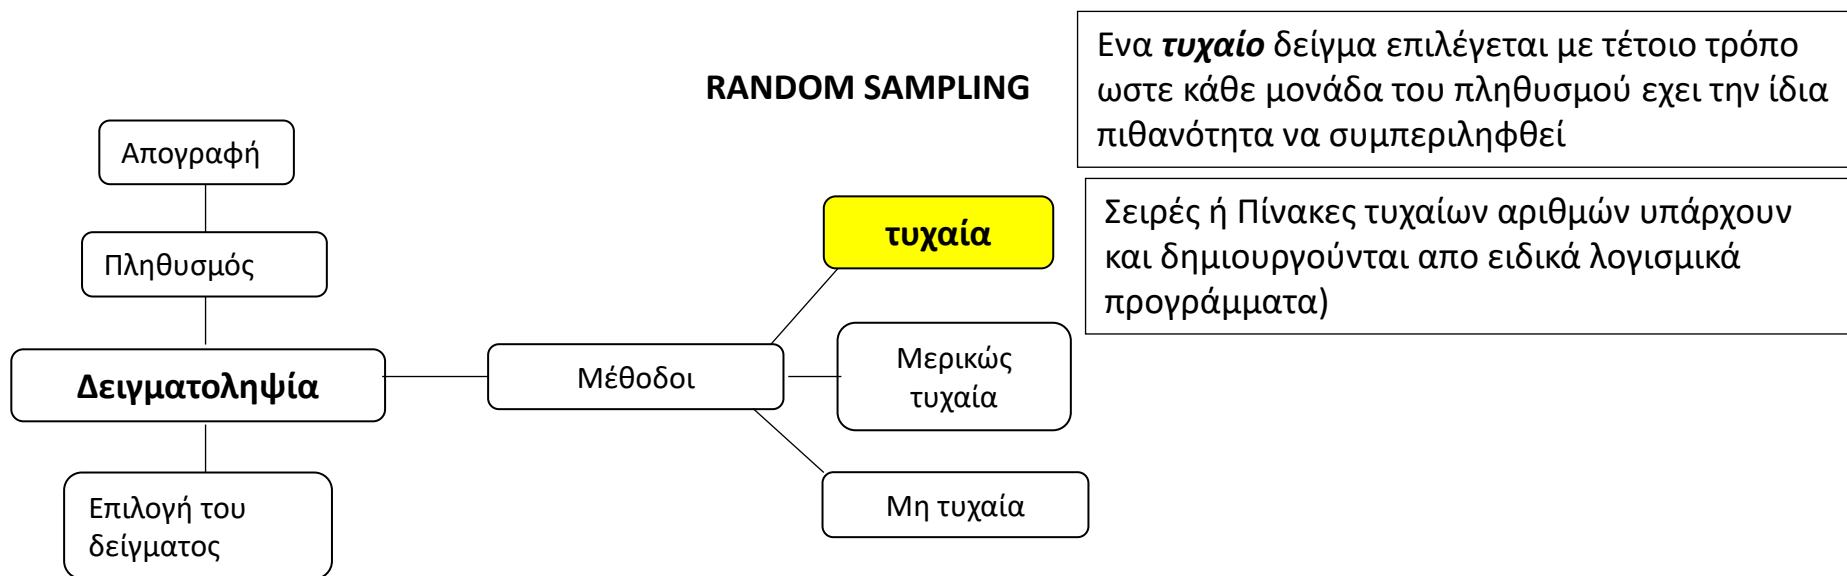 RANDOM SAMPLING
Ενα τυχαίο δείγμα επιλέγεται με τέτοιο τρόπο
ωστε κάθε μονάδα του πληθυσμού εχει την ίδια
πιθανότητα να συμπεριληφθεί
Σειρές ή Πίνακες τυχαίων αριθμών υπάρχουν
και δημιουργούνται απο ειδικά λογισμικά
προγράμματα)
Απογραφή
Πληθυσμός
Δειγματοληψία
Επιλογή του
δείγματος
Μέθοδοι
τυχαία
Μερικώς
τυχαία
Μη τυχαία